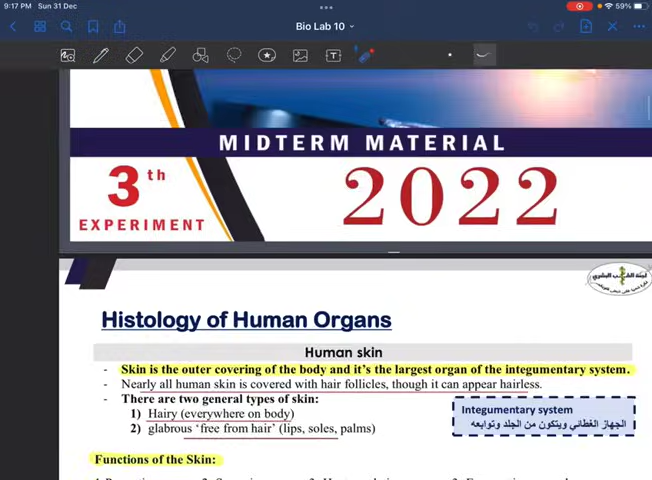 9:17 PM Sun 31 Dec
59%
Bio Lab 10
MIDTERM MATERIAL
3th
EXPERIMENT
2022
Histology of Human Organs
Human skin
- Skin is the outer covering of the body and it's the largest organ of the integumentary system.
- Nearly all human skin is covered with hair follicles, though it can appear hairless.
- There are two general types of skin:
1) Hairy (everywhere on body)
2) glabrous ‘free from hair’ (lips, soles, palms)
Integumentary system
الجهاز الغطائي ويتكون من الجلد وتوابعه
Functions of the Skin: